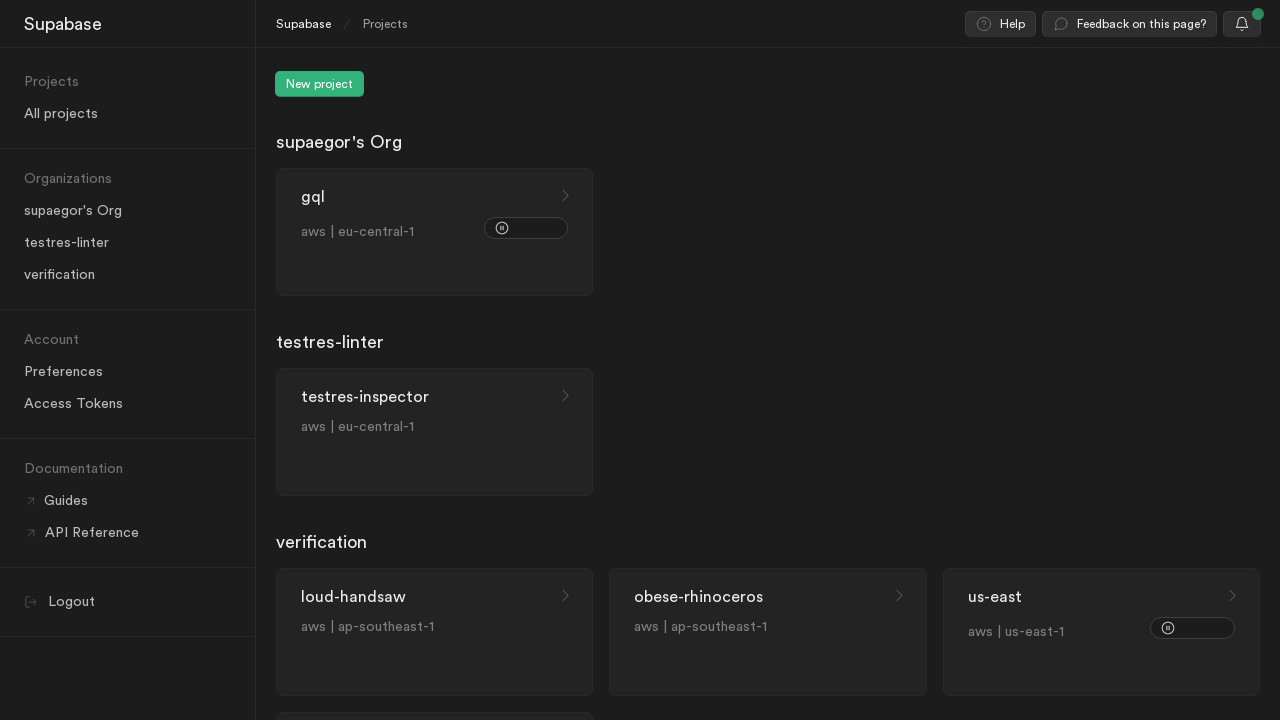 Supabase
Supabase / Projects
Help
Feedback on this page?
Projects
All projects
Organizations
supaegor's Org
testres-linter
verification
Account
Preferences
Access Tokens
Documentation
Guides
API Reference
Logout
New project
supaegor's Org
gql
aws | eu-central-1
testres-linter
testres-inspector
aws | eu-central-1
verification
loud-handsaw
aws | ap-southeast-1
obese-rhinoceros
aws | ap-southeast-1
us-east
aws | us-east-1